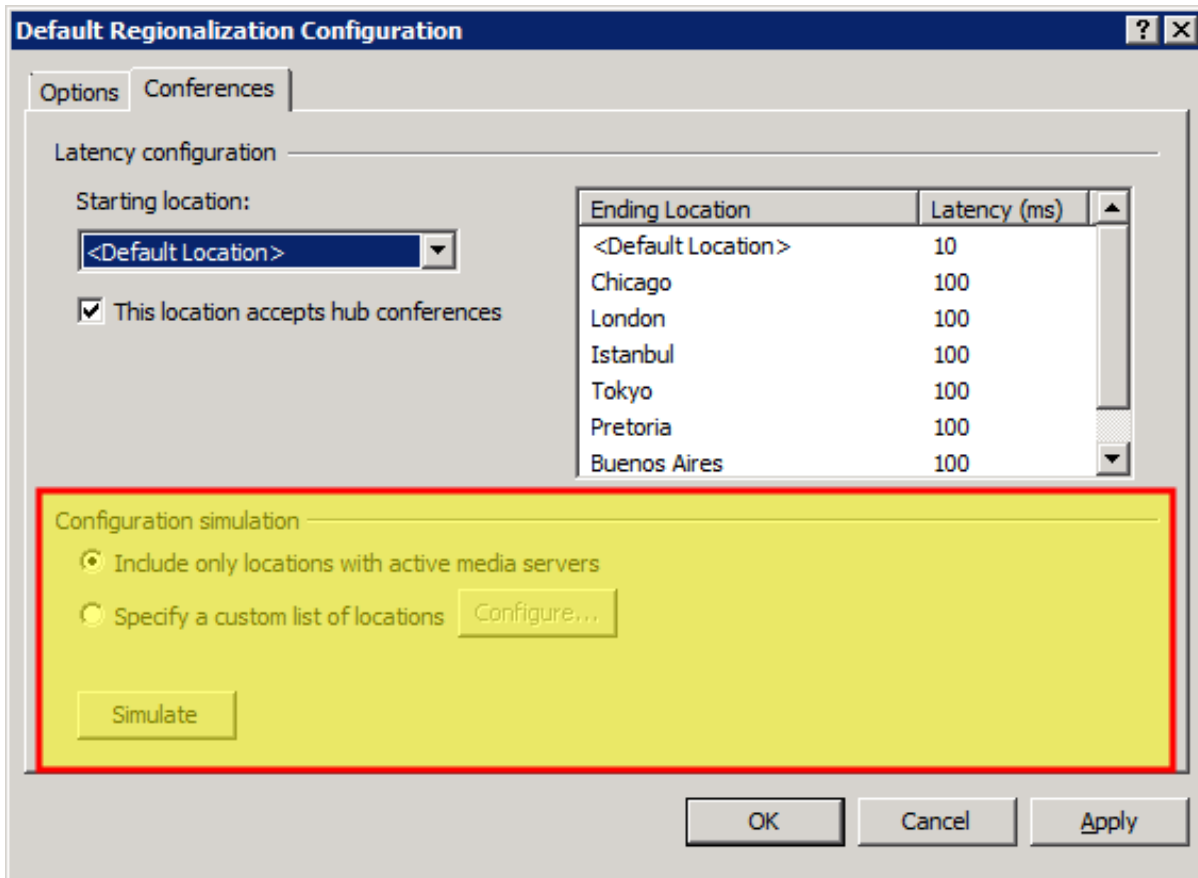 Default Regionalization Configuration
Options Conferences
Latency configuration
Starting location:
<Default Location>
This location accepts hub conferences
Ending Location Latency (ms)
<Default Location> 10
Chicago 100
London 100
Istanbul 100
Tokyo 100
Pretoria 100
Buenos Aires 100
Configuration simulation
Include only locations with active media servers
Specify a custom list of locations Configure...
Simulate
OK Cancel Apply